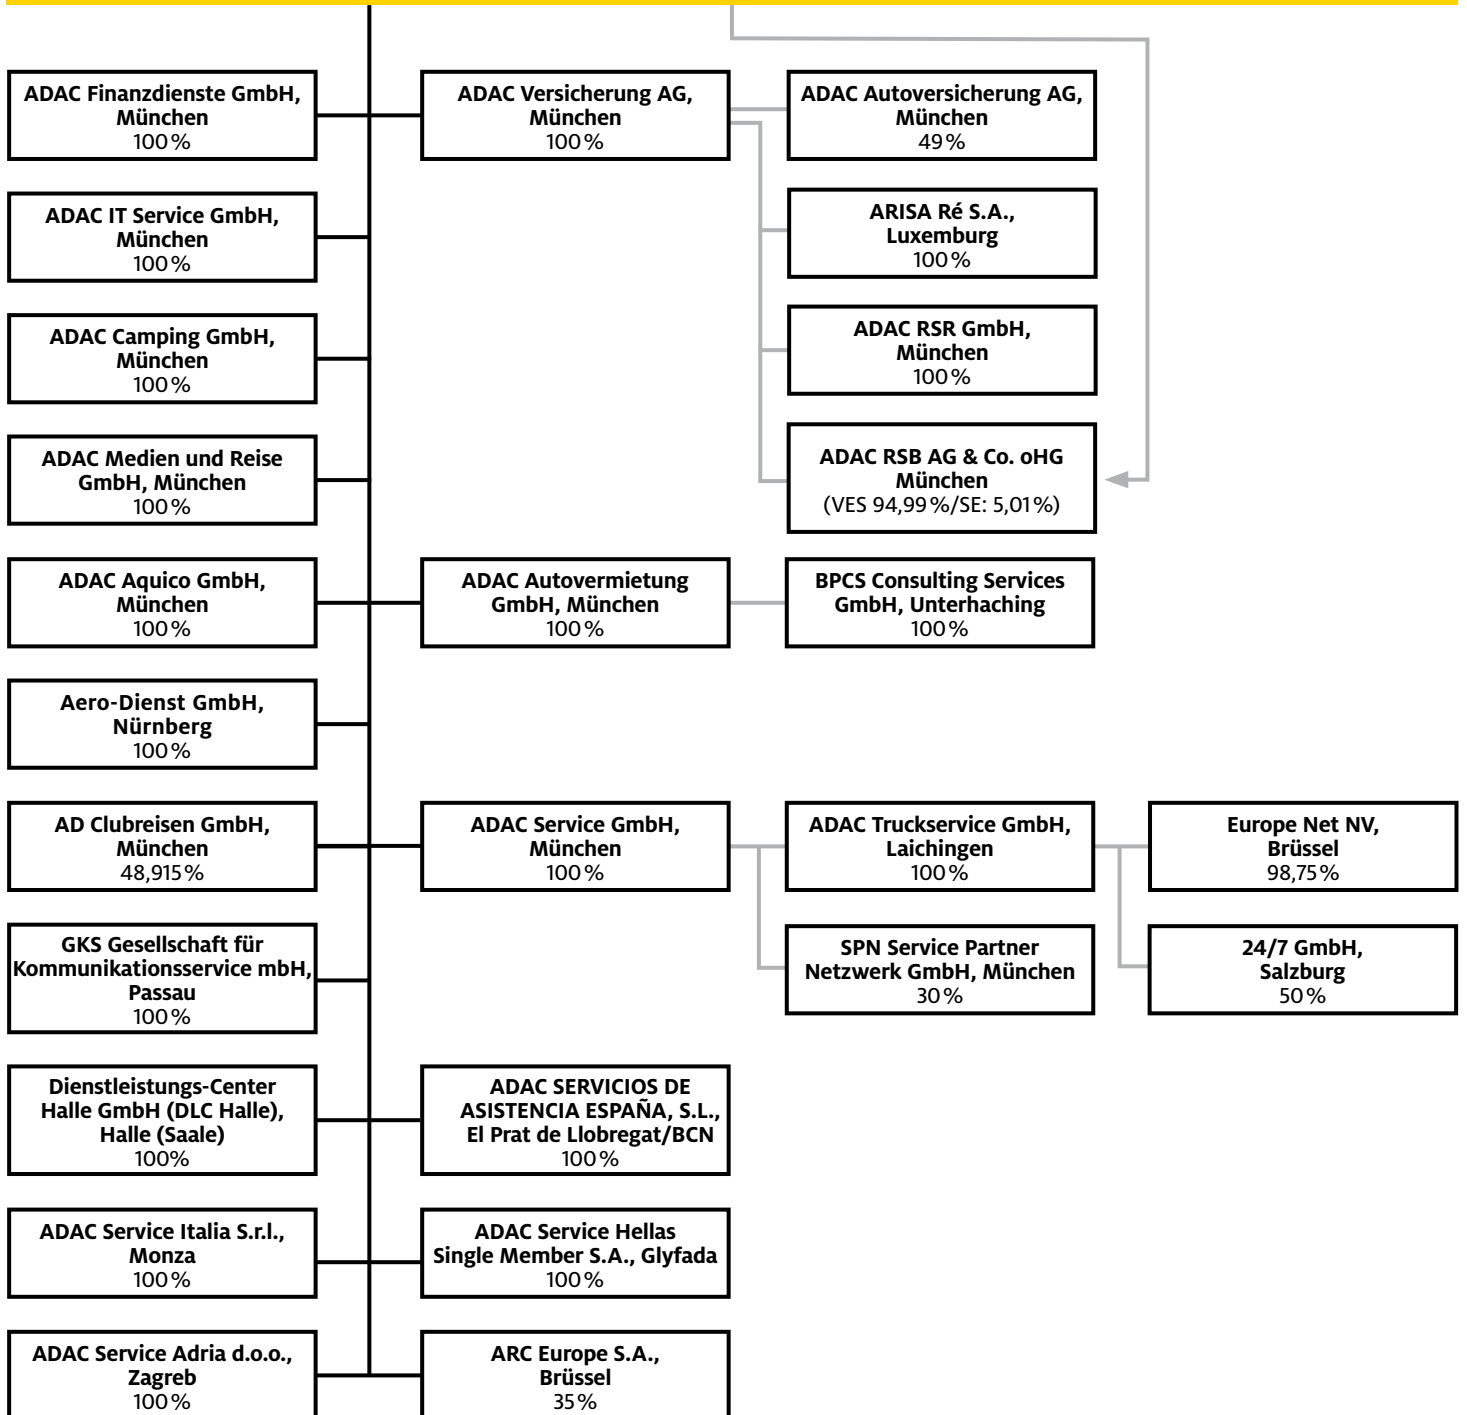 ADAC Finanzdienste GmbH,
München
100 %
ADAC Versicherung AG,
München
100 %
ADAC Autoversicherung AG,
München
49 %
ADAC IT Service GmbH,
München
100 %
ARISA Ré S.A.,
Luxemburg
100 %
ADAC Camping GmbH,
München
100 %
ADAC RSR GmbH,
München
100 %
ADAC Medien und Reise
GmbH, München
100 %
ADAC RSB AG & Co. oHG
München
(VES 94,99 %/SE: 5,01 %)
ADAC Aquico GmbH,
München
100 %
ADAC Autovermietung
GmbH, München
100 %
BPCS Consulting Services
GmbH, Unterhaching
100 %
Aero-Dienst GmbH,
Nürnberg
100 %
AD Clubreisen GmbH,
München
48,915 %
ADAC Service GmbH,
München
100 %
ADAC Truckservice GmbH,
Laichingen
100 %
Europe Net NV,
Brüssel
98,75 %
GKS Gesellschaft für
Kommunikationsservice mbH,
Passau
100 %
SPN Service Partner
Netzwerk GmbH, München
30 %
24/7 GmbH,
Salzburg
50 %
Dienstleistungs-Center
Halle GmbH (DLC Halle),
Halle (Saale)
100%
ADAC SERVICIOS DE
ASISTENCIA ESPAÑA, S.L.,
El Prat de Llobregat/BCN
100 %
ADAC Service Italia S.r.l.,
Monza
100 %
ADAC Service Hellas
Single Member S.A., Glyfada
100 %
ADAC Service Adria d.o.o.,
Zagreb
100 %
ARC Europe S.A.,
Brüssel
35 %